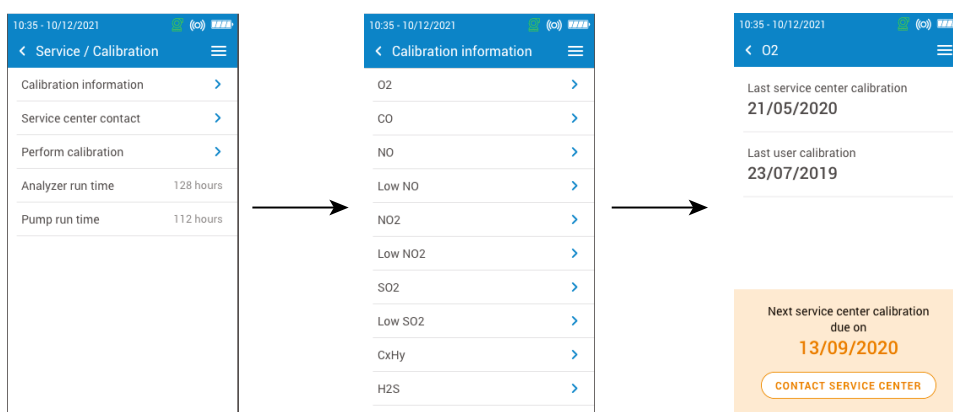 10:35 - 10/12/2021
Service / Calibration
Calibration information
Service center contact
Perform calibration
Analyzer run time 128 hours
Pump run time 112 hours
10:35 - 10/12/2021
Calibration information
O2
CO
NO
Low NO
NO2
Low NO2
SO2
Low SO2
CxHy
H2S
10:35 - 10/12/2021
O2
Last service center calibration
21/05/2020
Last user calibration
23/07/2019
Next service center calibration
due on
13/09/2020
CONTACT SERVICE CENTER